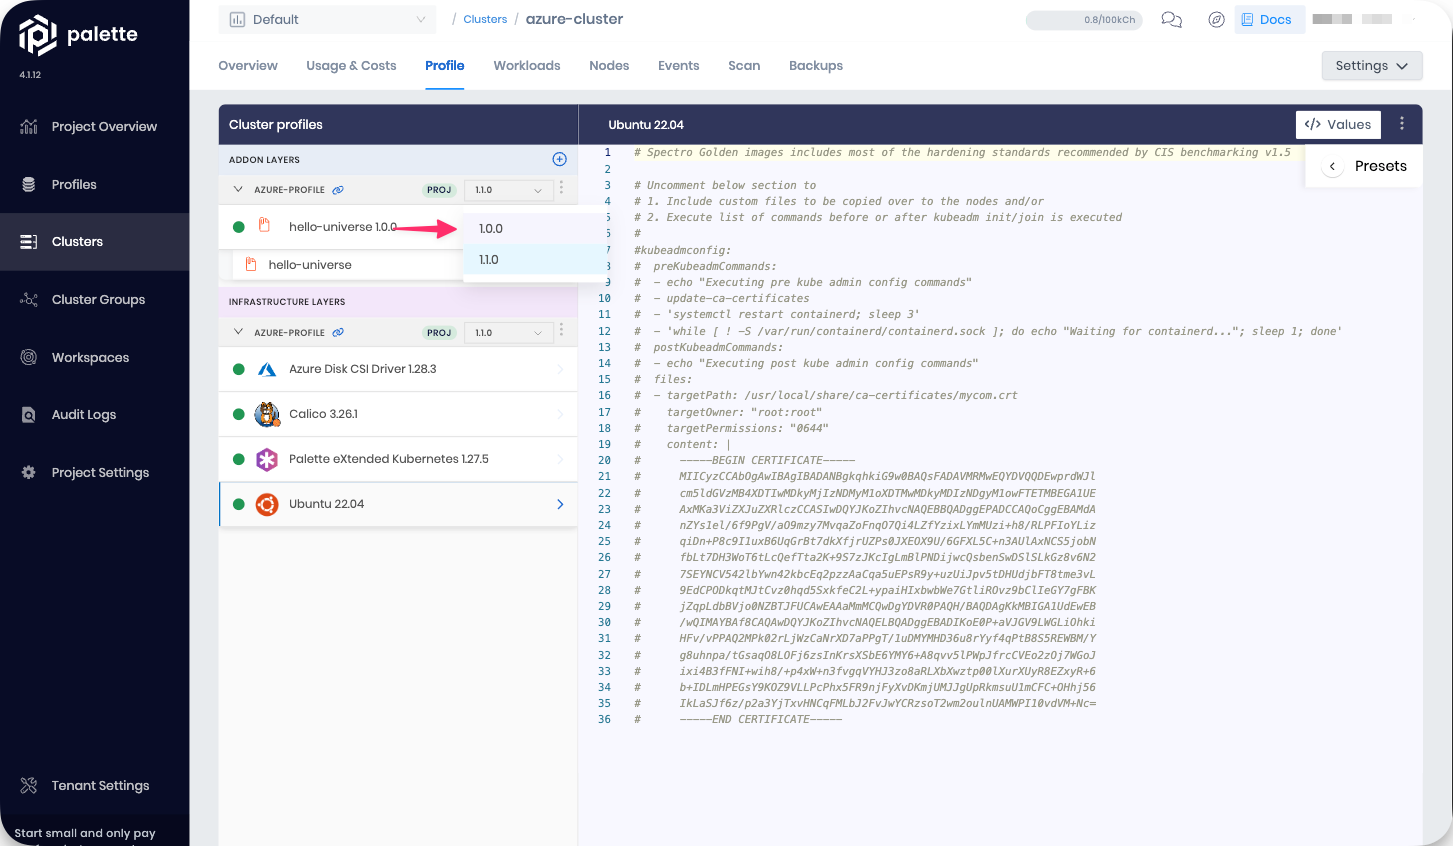 palette
4.1.12
Project Overview
Profiles
Clusters
Cluster Groups
Workspaces
Audit Logs
Project Settings
Tenant Settings
Start small and only pay
Default
/ Clusters / azure-cluster
0.8/100kCh
Docs
Overview
Usage & Costs
Profile
Workloads
Nodes
Events
Scan
Backups
Settings
Cluster profiles
ADDON LAYERS
AZURE-PROFILE PROJ 1.1.0
hello-universe 1.0.0
1.0.0
1.1.0
hello-universe
INFRASTRUCTURE LAYERS
AZURE-PROFILE PROJ 1.1.0
Azure Disk CSI Driver 1.28.3
Calico 3.26.1
Palette eXtended Kubernetes 1.27.5
Ubuntu 22.04
Ubuntu 22.04
</> Values
Presets
1 # Spectro Golden images includes most of the hardening standards recommended by CIS benchmarking v1.5
2
3 # Uncomment below section to
4 # 1. Include custom files to be copied over to the nodes and/or
5 # 2. Execute list of commands before or after kubeadm init/join is executed
6 #
7 #kubeadmconfig:
8 #  preKubeadmCommands:
9 #  - echo "Executing pre kube admin config commands"
10 #  - update-ca-certificates
11 #  - 'systemctl restart containerd; sleep 3'
12 #  - 'while [ ! -S /var/run/containerd/containerd.sock ]; do echo "Waiting for containerd..."; sleep 1; done'
13 #  postKubeadmCommands:
14 #  - echo "Executing post kube admin config commands"
15 #  files:
16 #  - targetPath: /usr/local/share/ca-certificates/mycom.crt
17 #    targetOwner: "root:root"
18 #    targetPermissions: "0644"
19 #    content: |
20 #      -----BEGIN CERTIFICATE-----
21 #      MIICyzCCAbOgAwIBAgIBADANBgkqhkiG9w0BAQsFADAVMRMwEQYDVQQDEwprdWJl
22 #      cm5ldGVzMB4XDTIwMDkyMjIzNDMyM1oXDTMwMDkyMDIzNDgyM1owFTETMBEGA1UE
23 #      AxMKa3ViZXJuZXRlczCCASIwDQYJKoZIhvcNAQEBBQADggEPADCCAQoCggEBAMdA
24 #      nZYs1el/6f9PgV/aO9mzy7MvqaZoFnqO7Qi4LZfYzixLYmMUzi+h8/RLPFIoYLiz
25 #      qiDn+P8c9I1uxB6UqGrBt7dkXfjrUZPs0JXEOX9U/6GFXL5C+n3AUlAxNCS5jobN
26 #      fbLt7DH3WoT6tLcQefTta2K+9S7zJKcIgLmBlPNDijwcQsbenSwDSlSLkGz8v6N2
27 #      7SEYNCV542lbYwn42kbcEq2pzzAaCqa5uEPsR9y+uzUiJpv5tDHUdjbFT8tme3vL
28 #      9EdCPODkqtMJtCvz0hqd5SxkfeC2L+ypaiHIxbwbWe7GtliROvz9bClIeGY7gFBK
29 #      jZqpLdbBVjo0NZBTJFUCAwEAAaMmMCQwDgYDVR0PAQH/BAQDAgKkMBIGA1UdEwEB
30 #      /wQIMAYBAf8CAQAwDQYJKoZIhvcNAQELBQADggEBADIKoE0P+aVJGV9LWGLiOhki
31 #      HFv/vPPAQ2MPk02rLjWzCaNrXD7aPPgT/1uDMYMHD36u8rYyf4qPtB8S5REWBM/Y
32 #      g8uhnpa/tGsaqO8LOFj6zsInKrsXSbE6YMY6+A8qvv5lPWpJfrcCVEo2zOj7WGoJ
33 #      ixi4B3fFNI+wih8/+p4xW+n3fvgqVYHJ3zo8aRLXbXwztp00lXurXUyR8EZxyR+6
34 #      b+IDLmHPEGsY9KOZ9VLLPcPhx5FR9njFyXvDKmjUMJJgUpRkmsuU1mCFC+OHhj56
35 #      IkLaSJf6z/p2a3YjTxvHNCqFMLbJ2FvJwYCRzsoT2wm2oulnUAMWPI10vdVM+Nc=
36 #      -----END CERTIFICATE-----